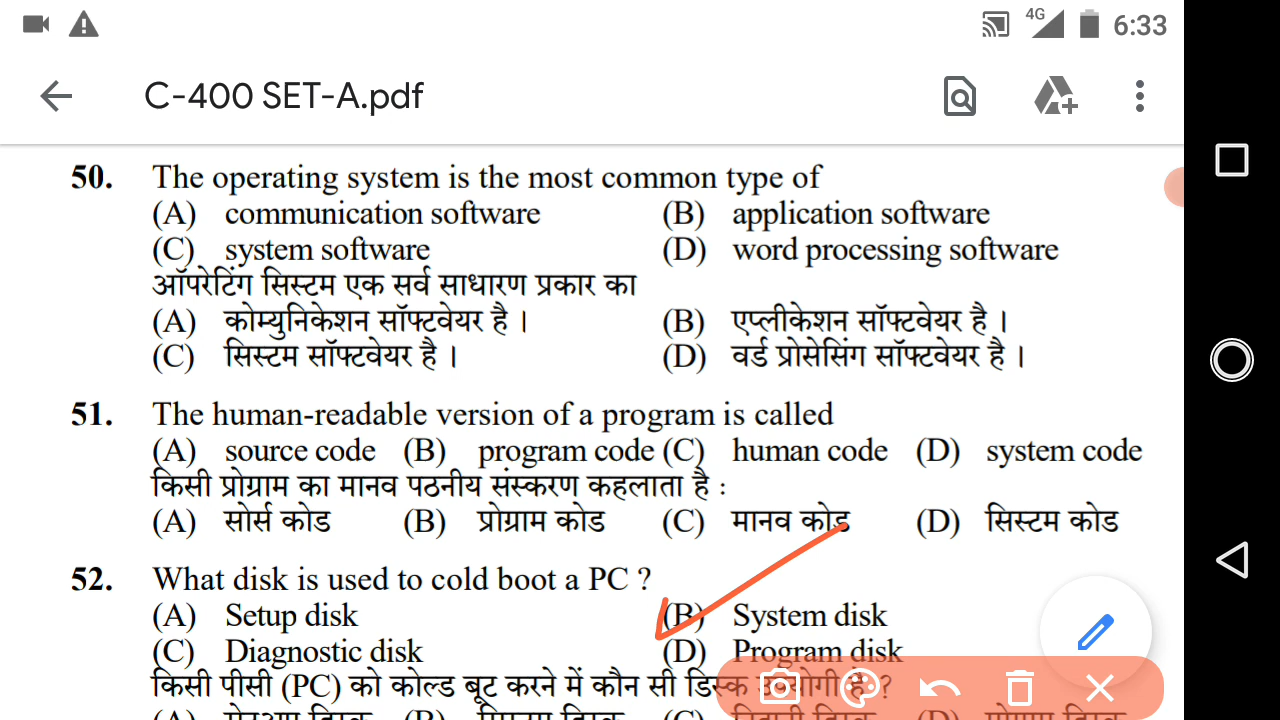 4G 6:33
C-400 SET-A.pdf
50. The operating system is the most common type of
(A) communication software (B) application software
(C) system software (D) word processing software
ऑपरेटिंग सिस्टम एक सर्व साधारण प्रकार का
(A) कोम्युनिकेशन सॉफ्टवेयर है । (B) एप्लीकेशन सॉफ्टवेयर है ।
(C) सिस्टम सॉफ्टवेयर है । (D) वर्ड प्रोसेसिंग सॉफ्टवेयर है ।
51. The human-readable version of a program is called
(A) source code (B) program code (C) human code (D) system code
किसी प्रोग्राम का मानव पठनीय संस्करण कहलाता है :
(A) सोर्स कोड (B) प्रोग्राम कोड (C) मानव कोड (D) सिस्टम कोड
52. What disk is used to cold boot a PC ?
(A) Setup disk (B) System disk
(C) Diagnostic disk (D) Program disk
किसी पीसी (PC) को कोल्ड बूट करने में कौन सी डिस्क उपयोगी है ?